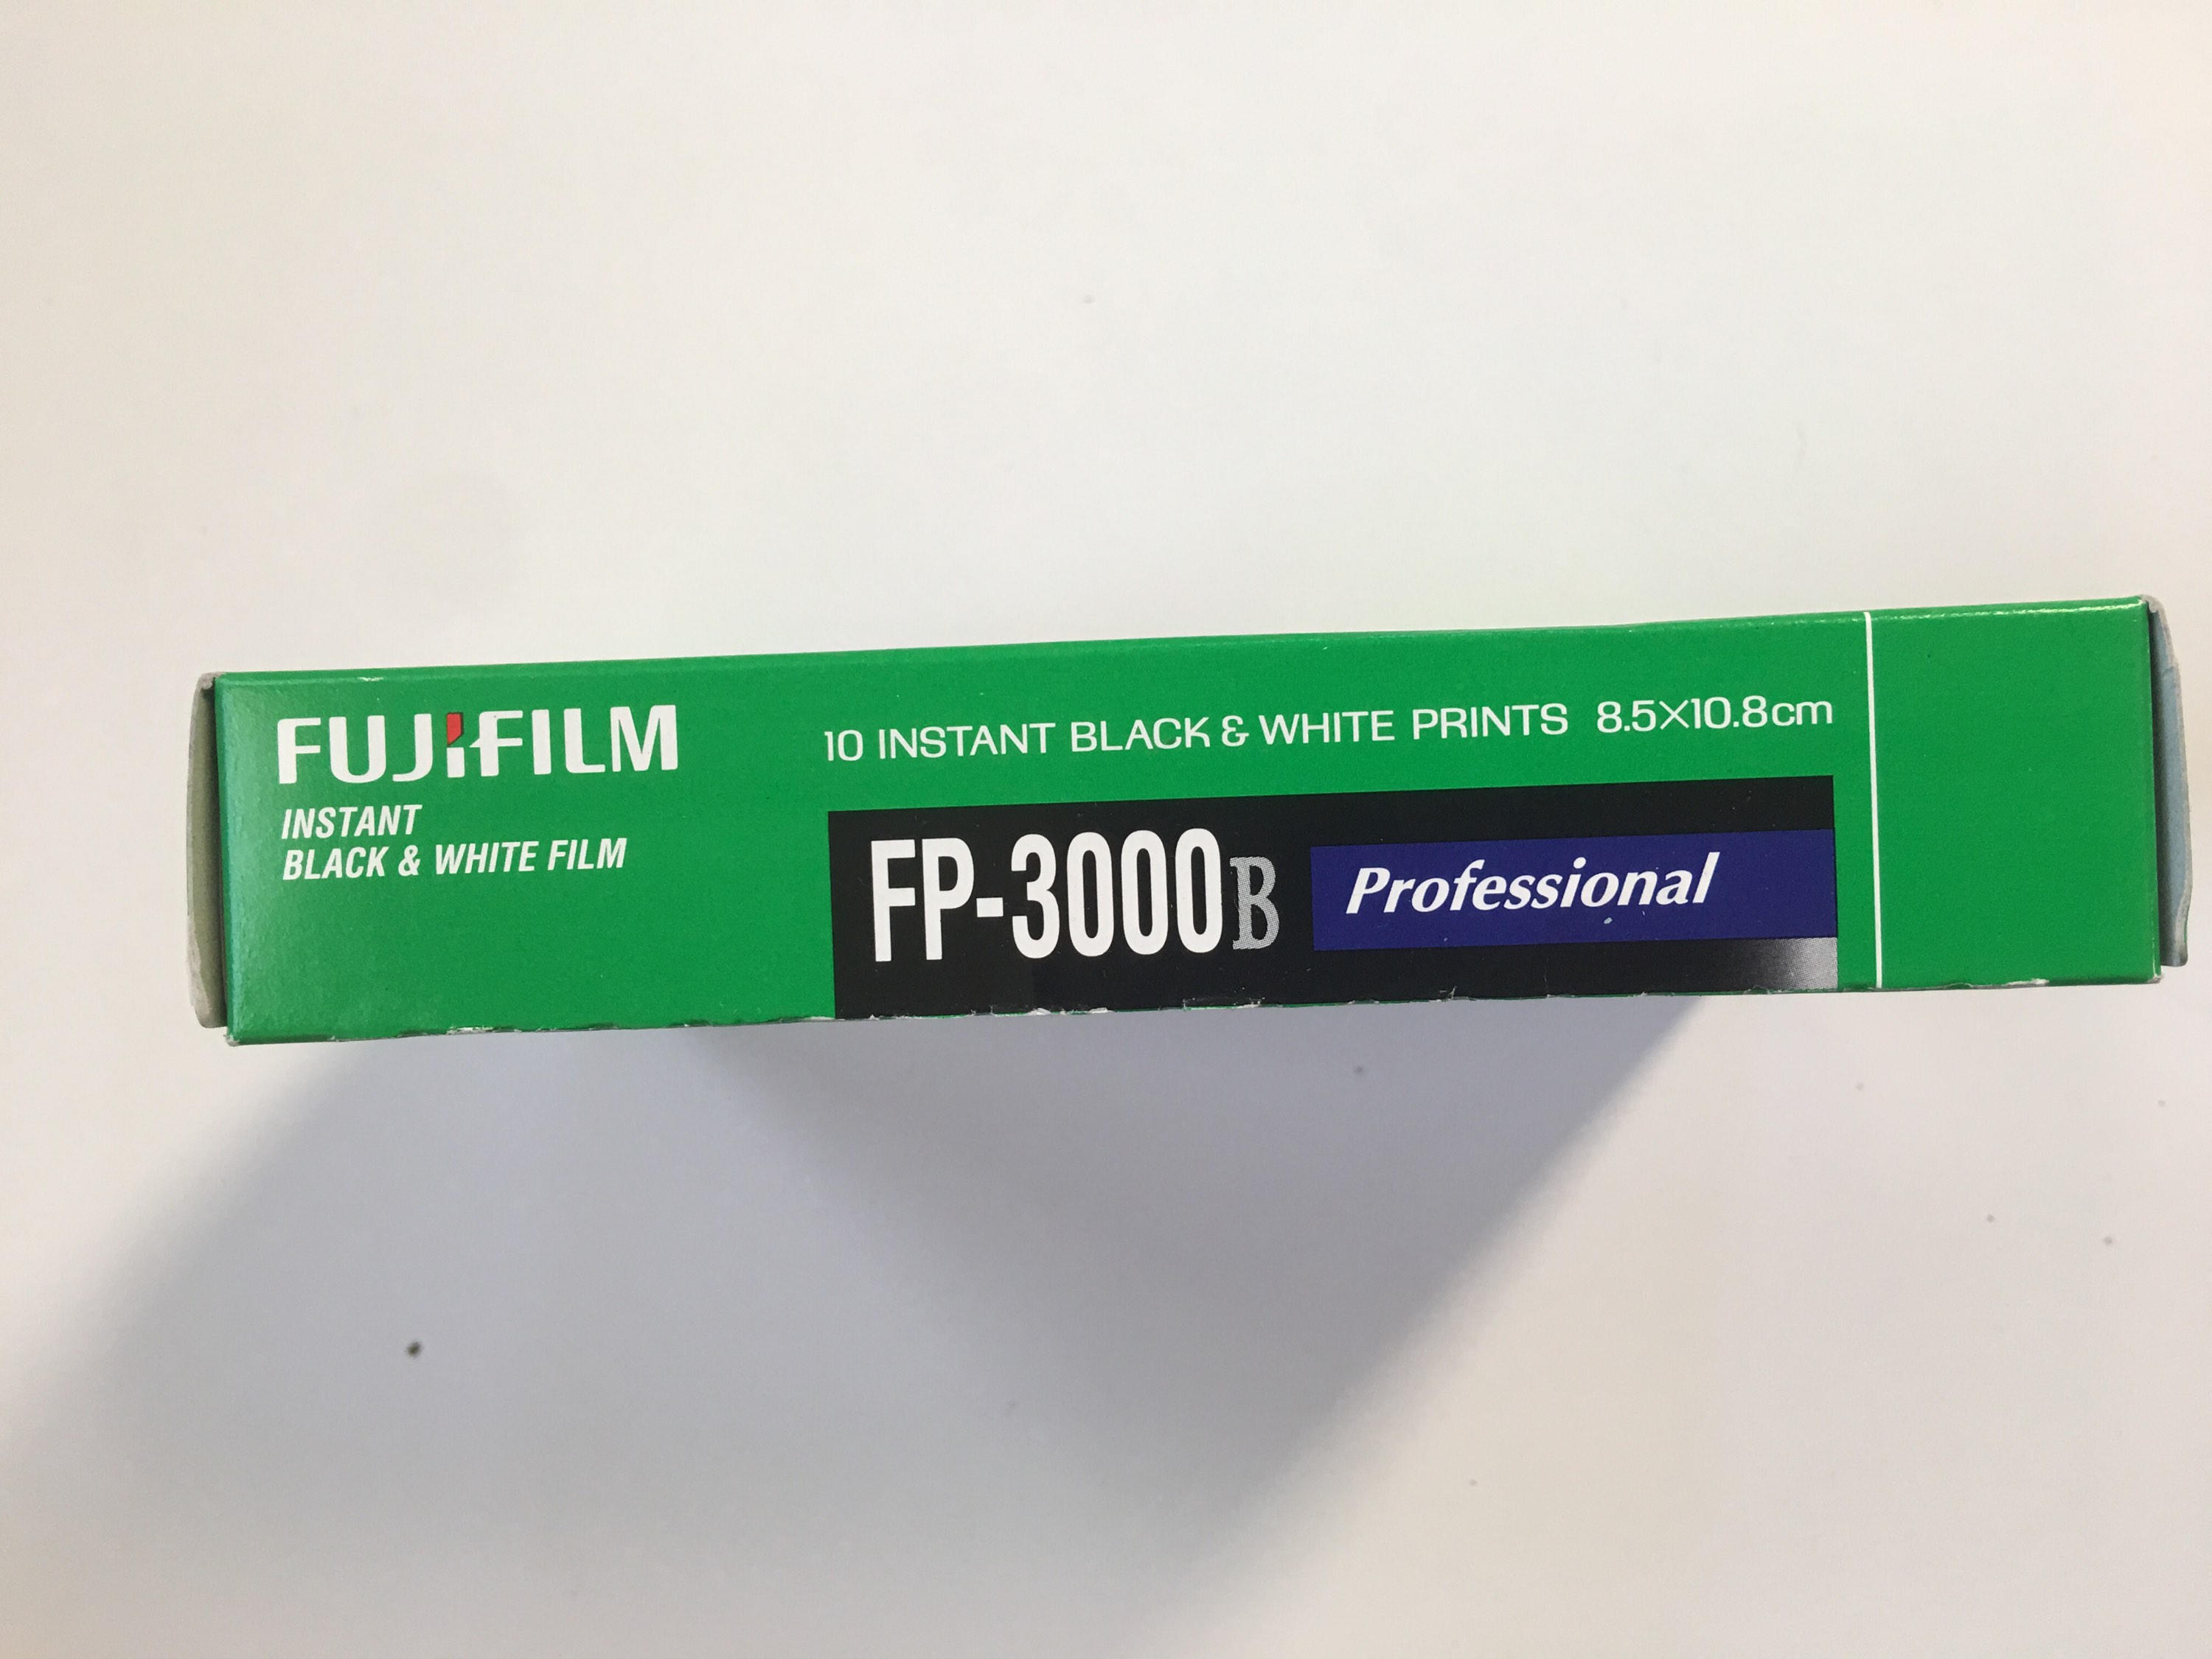 FUJIFILM
INSTANT
BLACK & WHITE FILM
10 INSTANT BLACK & WHITE PRINTS 8.5×10.8cm
FP-3000B Professional